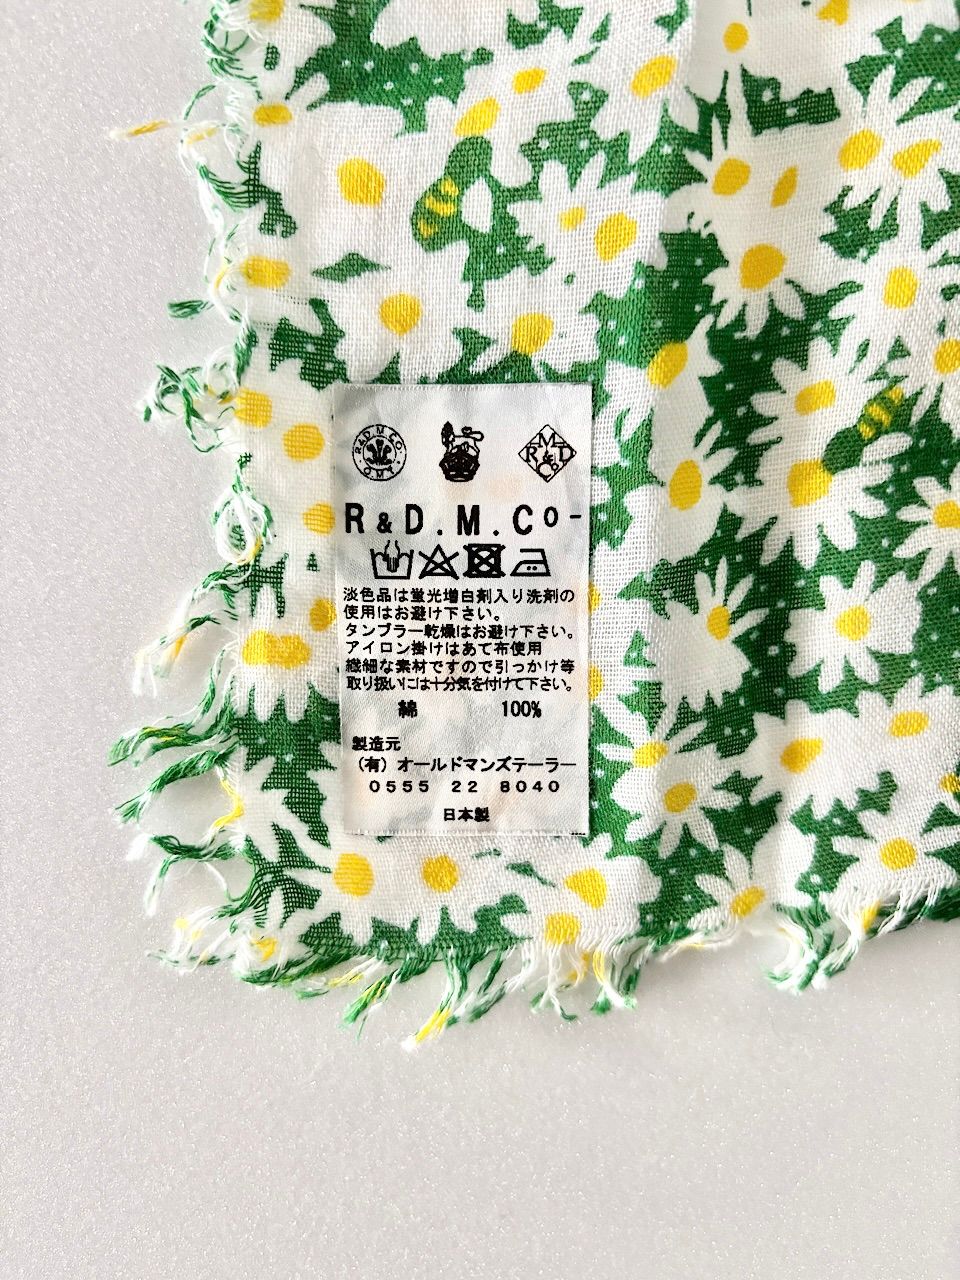 R&D.M.CO. O.M.T.
M R&D Co
R&D.M.Co-
淡色品は蛍光増白剤入り洗剤の
使用はお避け下さい。
タンブラー乾燥はお避け下さい。
アイロン掛けはあて布使用
繊細な素材ですので引っかけ等
取り扱いには十分気を付けて下さい。
綿 100%
製造元
(有)オールドマンズテーラー
0555 22 8040
日本製